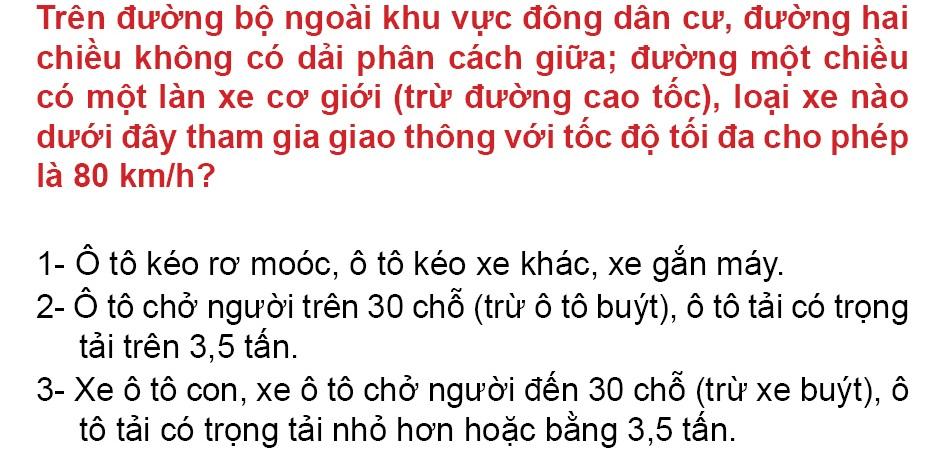 Trên đường bộ ngoài khu vực đông dân cư, đường hai
chiều không có dải phân cách giữa; đường một chiều
có một làn xe cơ giới (trừ đường cao tốc), loại xe nào
dưới đây tham gia giao thông với tốc độ tối đa cho phép
là 80 km/h?
1- Ô tô kéo rơ moóc, ô tô kéo xe khác, xe gắn máy.
2- Ô tô chở người trên 30 chỗ (trừ ô tô buýt), ô tô tải có trọng
tải trên 3,5 tấn.
3- Xe ô tô con, xe ô tô chở người đến 30 chỗ (trừ xe buýt), ô
tô tải có trọng tải nhỏ hơn hoặc bằng 3,5 tấn.